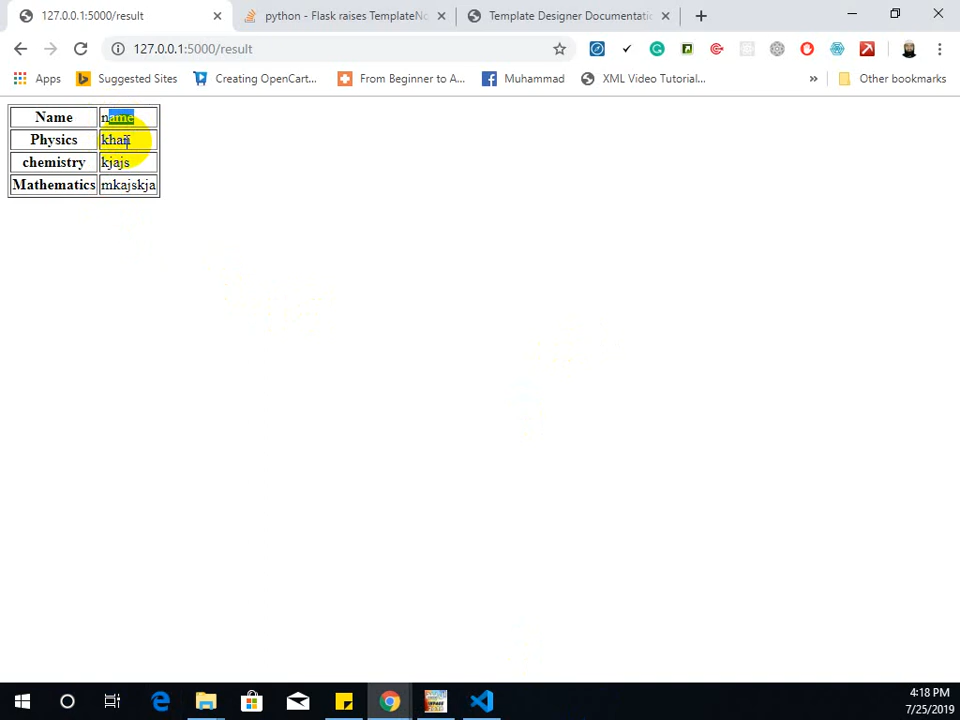 127.0.0.1:5000/result
python - Flask raises TemplateNo
Template Designer Documentatio
127.0.0.1:5000/result
Apps
Suggested Sites
Creating OpenCart...
From Beginner to A...
Muhammad
XML Video Tutorial...
»
Other bookmarks
Name name
Physics khan
chemistry kjajs
Mathematics mkajskja
4:18 PM
7/25/2019